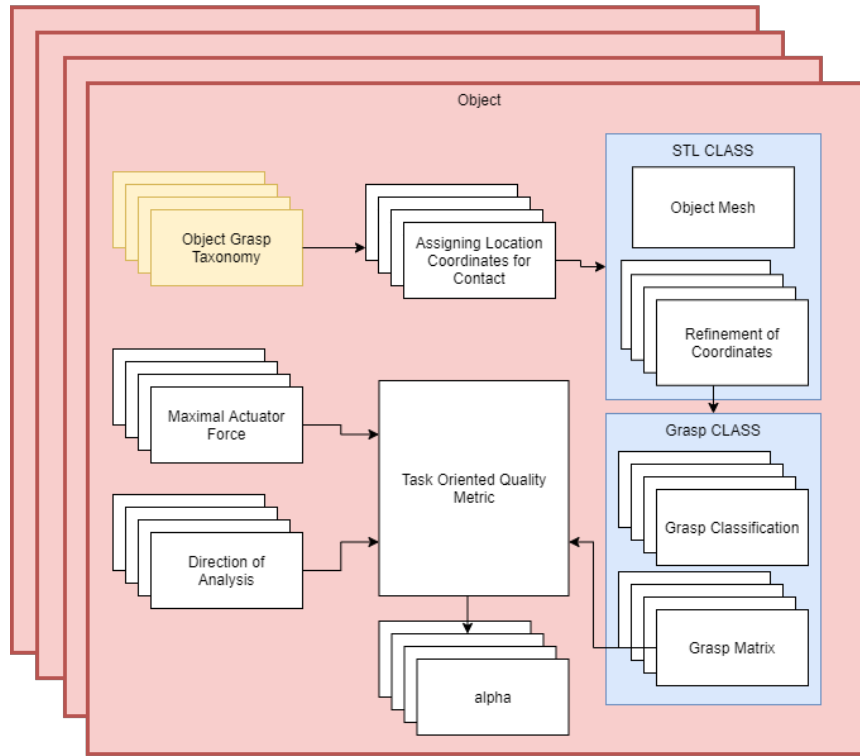 Object
STL CLASS
Object Mesh
Object Grasp
Taxonomy
Assigning Location
Coordinates for
Contact
Refinement of
Coordinates
Maximal Actuator
Force
Task Oriented Quality
Metric
Grasp CLASS
Grasp Classification
Direction of
Analysis
Grasp Matrix
alpha